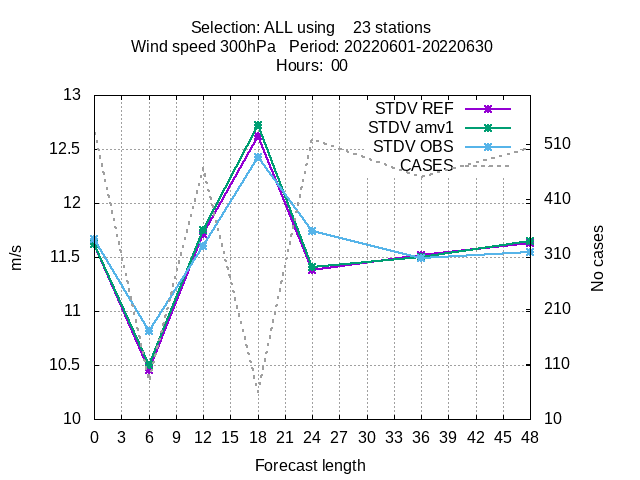 Selection: ALL using    23 stations
Wind speed 300hPa   Period: 20220601-20220630
Hours:  00
STDV REF
STDV amv1
STDV OBS
CASES
13
12.5
12
11.5
11
10.5
10
510
410
310
210
110
10
m/s
No cases
0 3 6 9 12 15 18 21 24 27 30 33 36 39 42 45 48
Forecast length